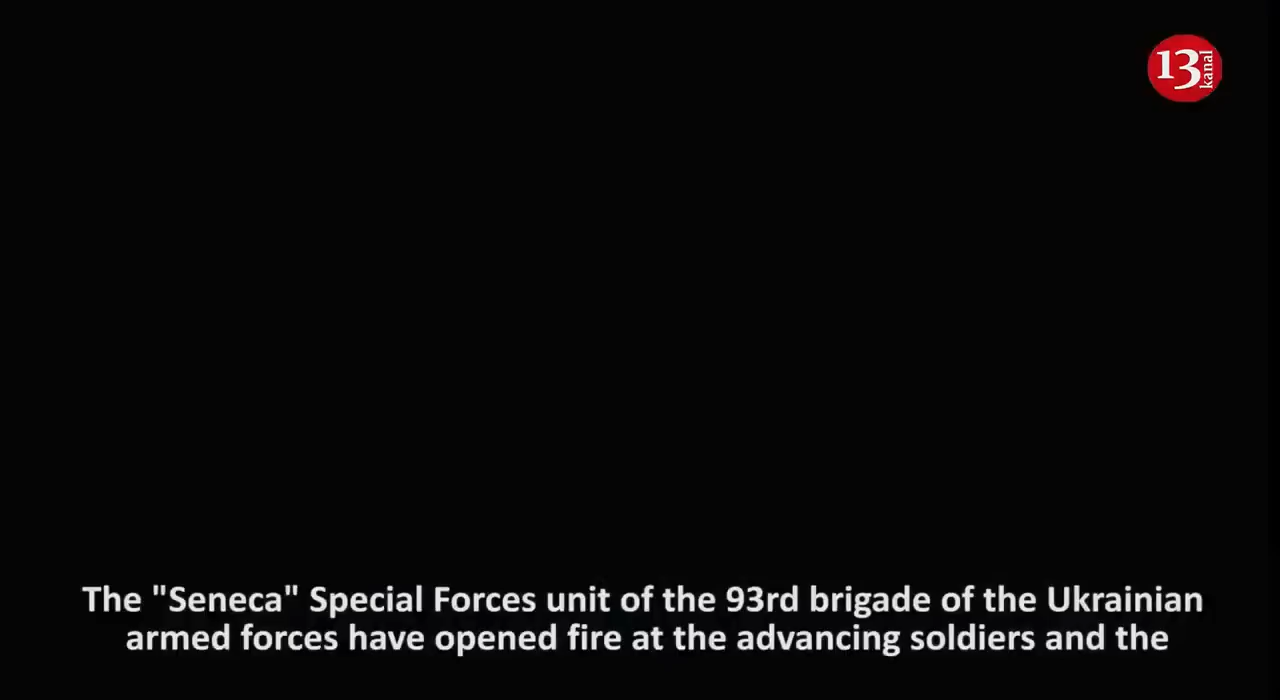 13 kanal
The "Seneca" Special Forces unit of the 93rd brigade of the Ukrainian
armed forces have opened fire at the advancing soldiers and the